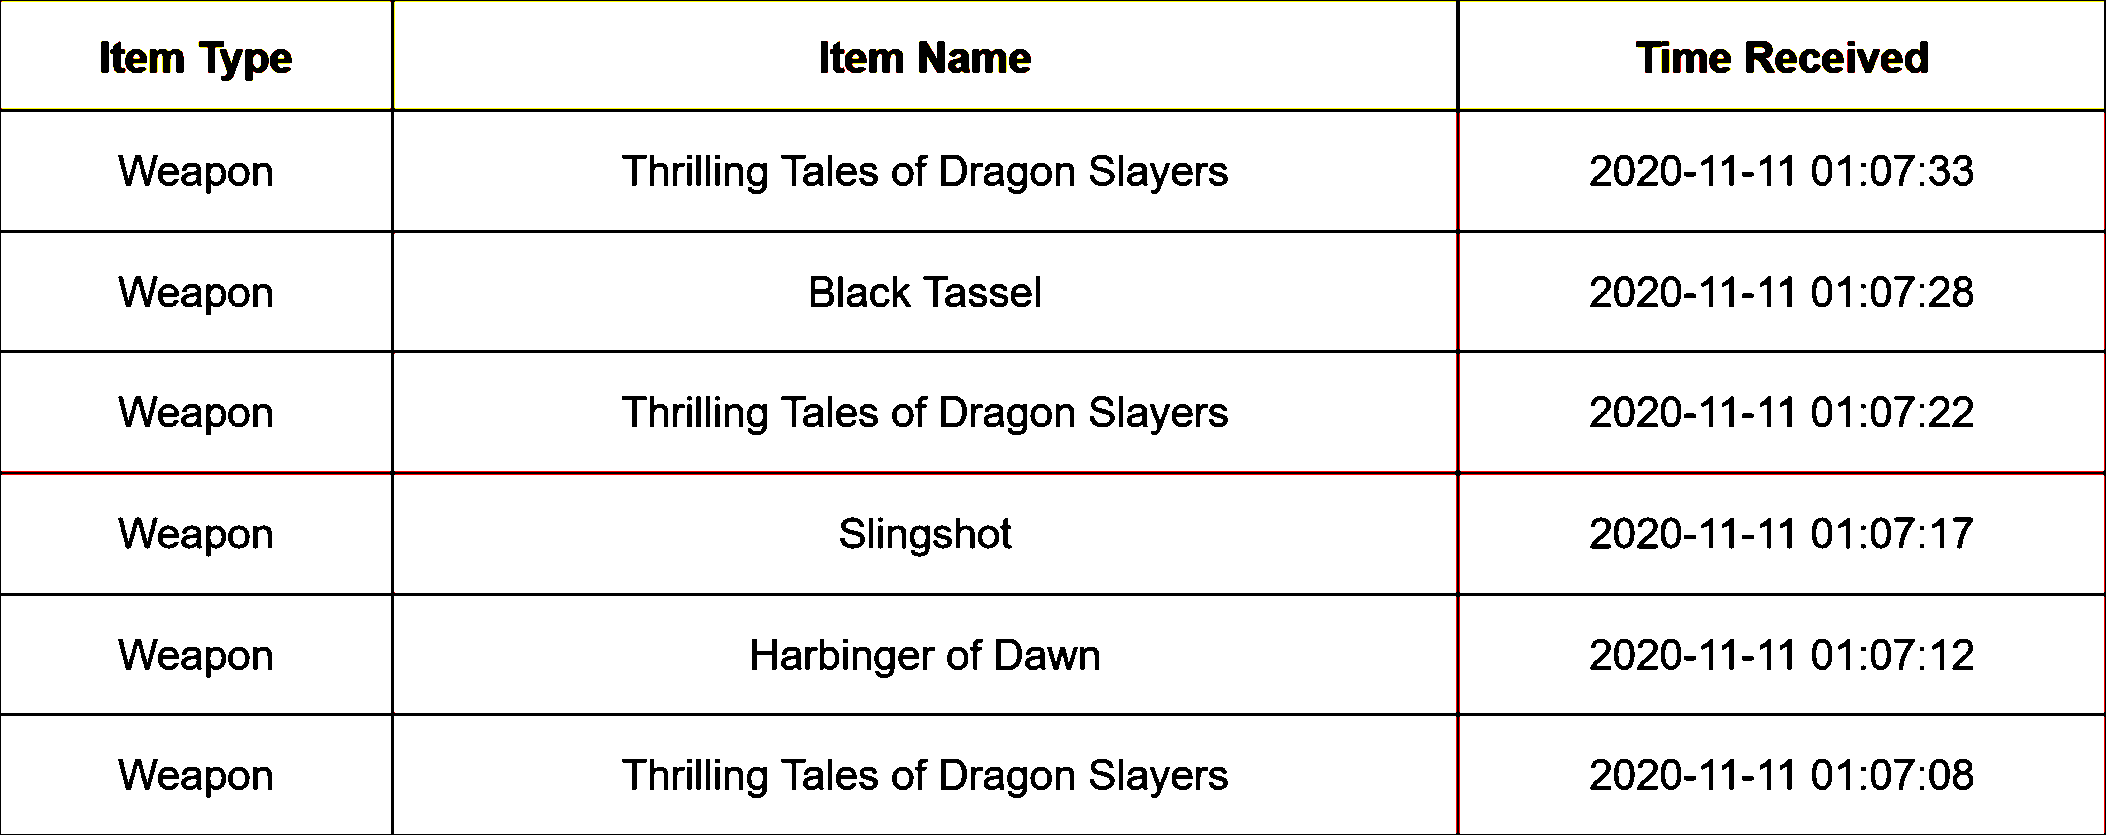 Item Type Item Name Time Received
Weapon Thrilling Tales of Dragon Slayers 2020-11-11 01:07:33
Weapon Black Tassel 2020-11-11 01:07:28
Weapon Thrilling Tales of Dragon Slayers 2020-11-11 01:07:22
Weapon Slingshot 2020-11-11 01:07:17
Weapon Harbinger of Dawn 2020-11-11 01:07:12
Weapon Thrilling Tales of Dragon Slayers 2020-11-11 01:07:08